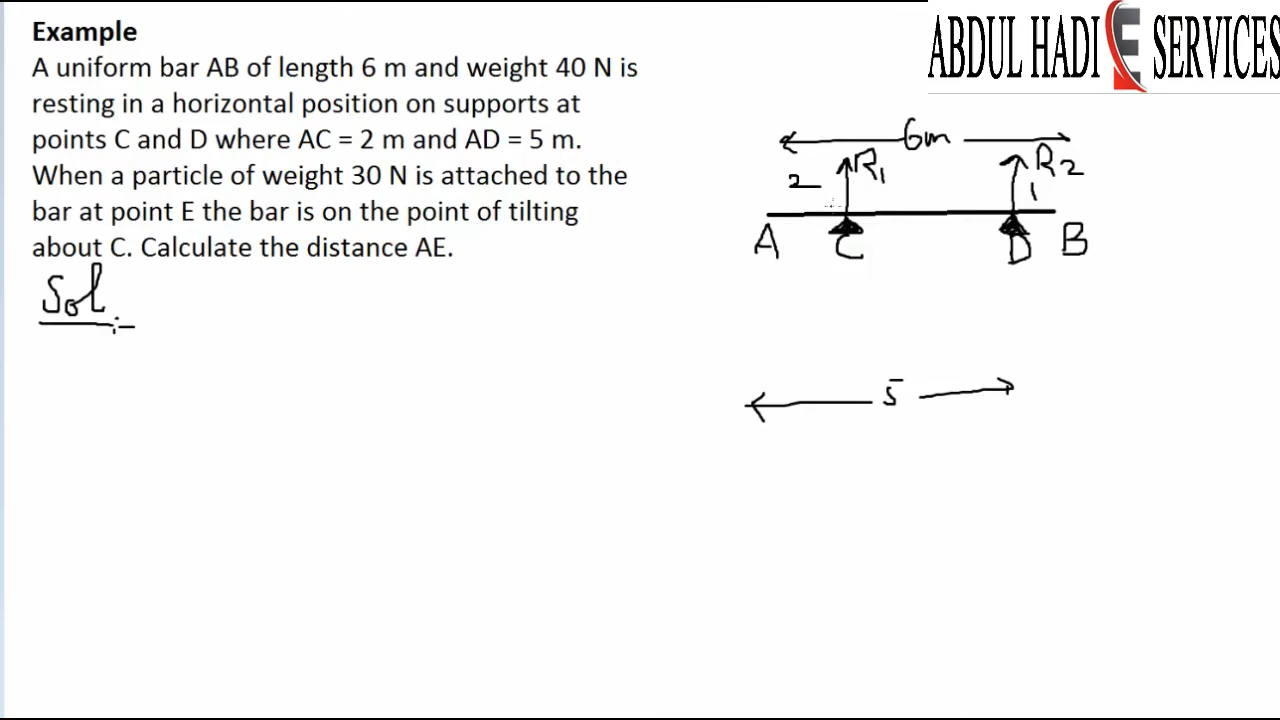 Example
A uniform bar AB of length 6 m and weight 40 N is
resting in a horizontal position on supports at
points C and D where AC = 2 m and AD = 5 m.
When a particle of weight 30 N is attached to the
bar at point E the bar is on the point of tilting
about C. Calculate the distance AE.
Sol :-
ABDUL HADI E SERVICES
6m
2 R1 1 R2
A C D B
5